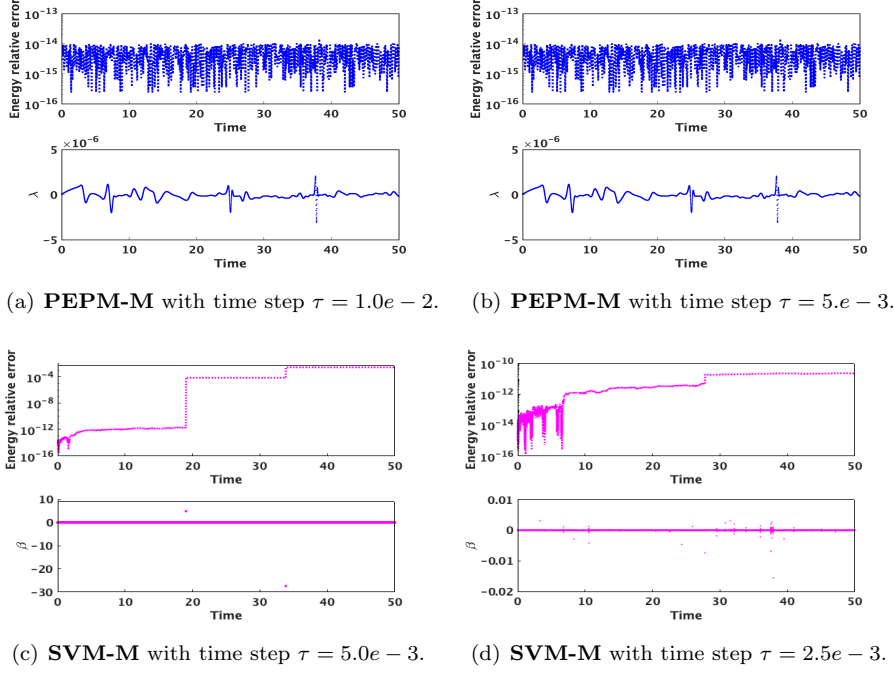 10^{-13}
10^{-14}
10^{-15}
10^{-16}
Energy relative error
0 10 20 30 40 50
Time
×10^{-6}
5
0
-5
λ
0 10 20 30 40 50
Time
(a) PEPM-M with time step τ = 1.0e − 2.
10^{-13}
10^{-14}
10^{-15}
10^{-16}
Energy relative error
0 10 20 30 40 50
Time
×10^{-6}
5
0
-5
λ
0 10 20 30 40 50
Time
(b) PEPM-M with time step τ = 5.e − 3.
10^{-4}
10^{-8}
10^{-12}
10^{-16}
Energy relative error
0 10 20 30 40 50
Time
10
0
-10
-20
-30
β
0 10 20 30 40 50
Time
(c) SVM-M with time step τ = 5.0e − 3.
10^{-10}
10^{-12}
10^{-14}
10^{-16}
Energy relative error
0 10 20 30 40 50
Time
0.01
0
-0.01
-0.02
β
0 10 20 30 40 50
Time
(d) SVM-M with time step τ = 2.5e − 3.